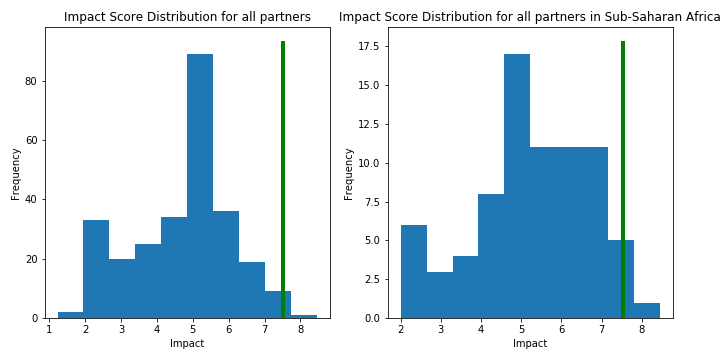 Impact Score Distribution for all partners
Frequency
80
60
40
20
0
1 2 3 4 5 6 7 8
Impact
Impact Score Distribution for all partners in Sub-Saharan Africa
Frequency
17.5
15.0
12.5
10.0
7.5
5.0
2.5
0.0
2 3 4 5 6 7 8
Impact